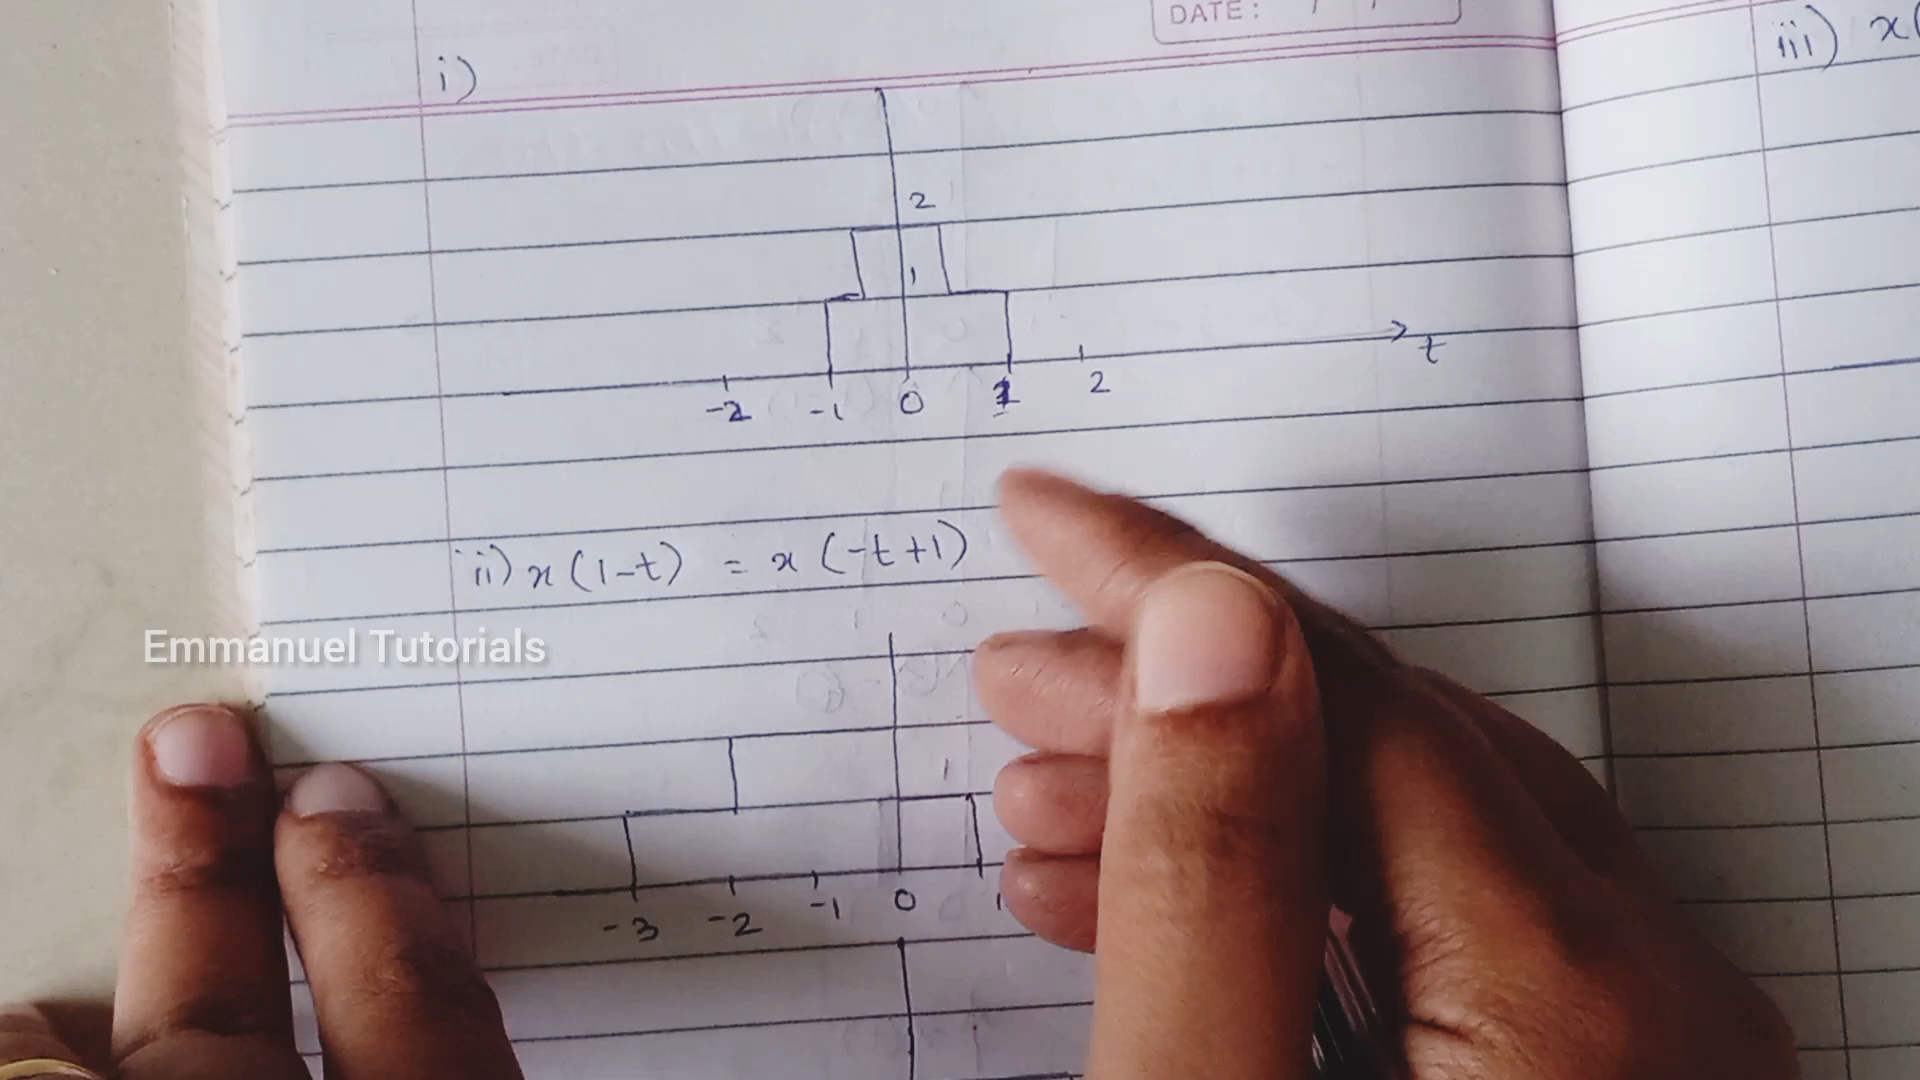 DATE: / /
i)
iii) x(
2
1
t
-2 -1 0 1 2
ii) x(1-t) = x(-t+1)
Emmanuel Tutorials
1
-3 -2 -1 0 1